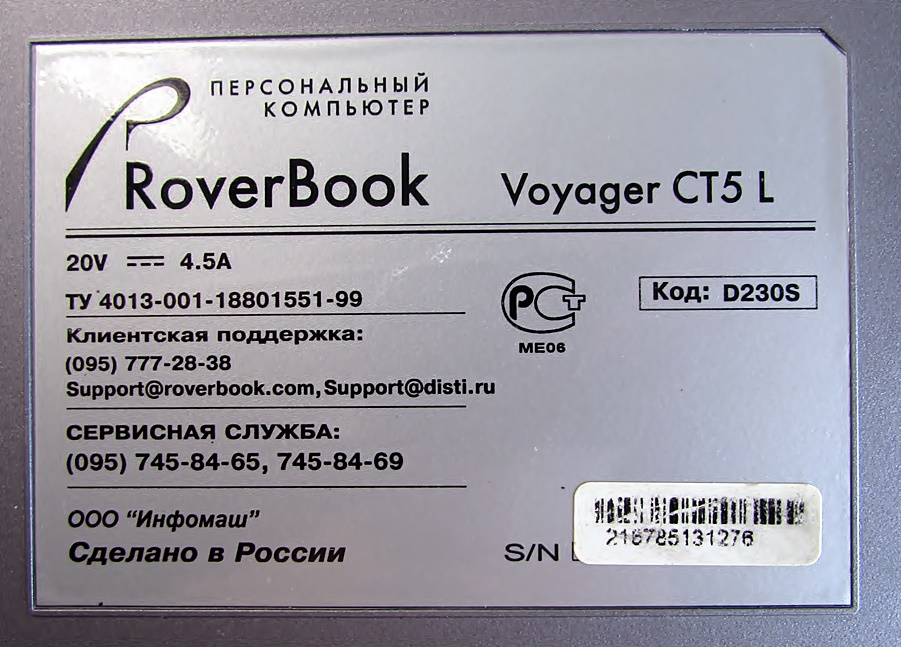 ПЕРСОНАЛЬНЫЙ
КОМПЬЮТЕР
RoverBook Voyager CT5 L
20V 4.5A
ТУ 4013-001-18801551-99
Клиентская поддержка:
(095) 777-28-38
Support@roverbook.com, Support@disti.ru
РСТ
ME06
Код: D230S
СЕРВИСНАЯ СЛУЖБА:
(095) 745-84-65, 745-84-69
ООО “Инфомаш”
Сделано в России
S/N
216785131276